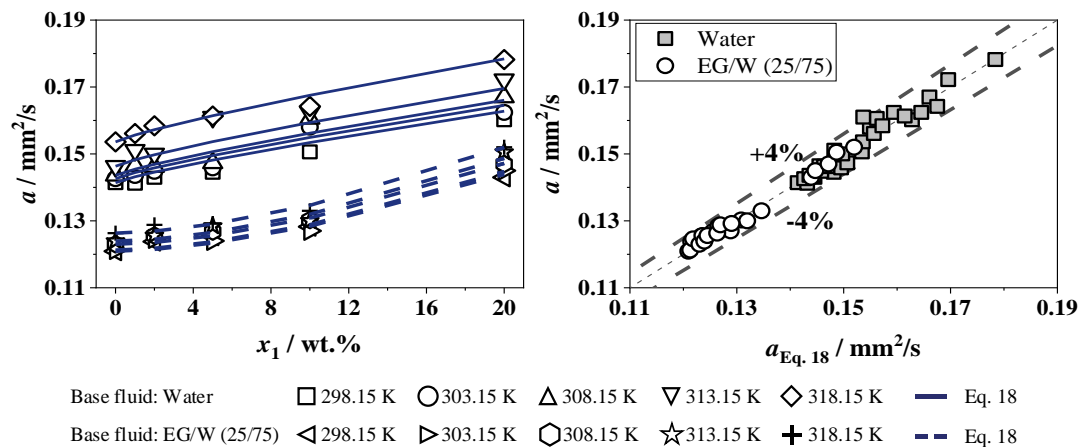 0.19
0.17
0.15
0.13
0.11
a / mm²/s
0 4 8 12 16 20
x₁ / wt.%
0.19
0.17
0.15
0.13
0.11
a / mm²/s
Water
EG/W (25/75)
+4%
-4%
0.11 0.13 0.15 0.17 0.19
a_Eq. 18 / mm²/s
Base fluid: Water 298.15 K 303.15 K 308.15 K 313.15 K 318.15 K Eq. 18
Base fluid: EG/W (25/75) 298.15 K 303.15 K 308.15 K 313.15 K 318.15 K Eq. 18